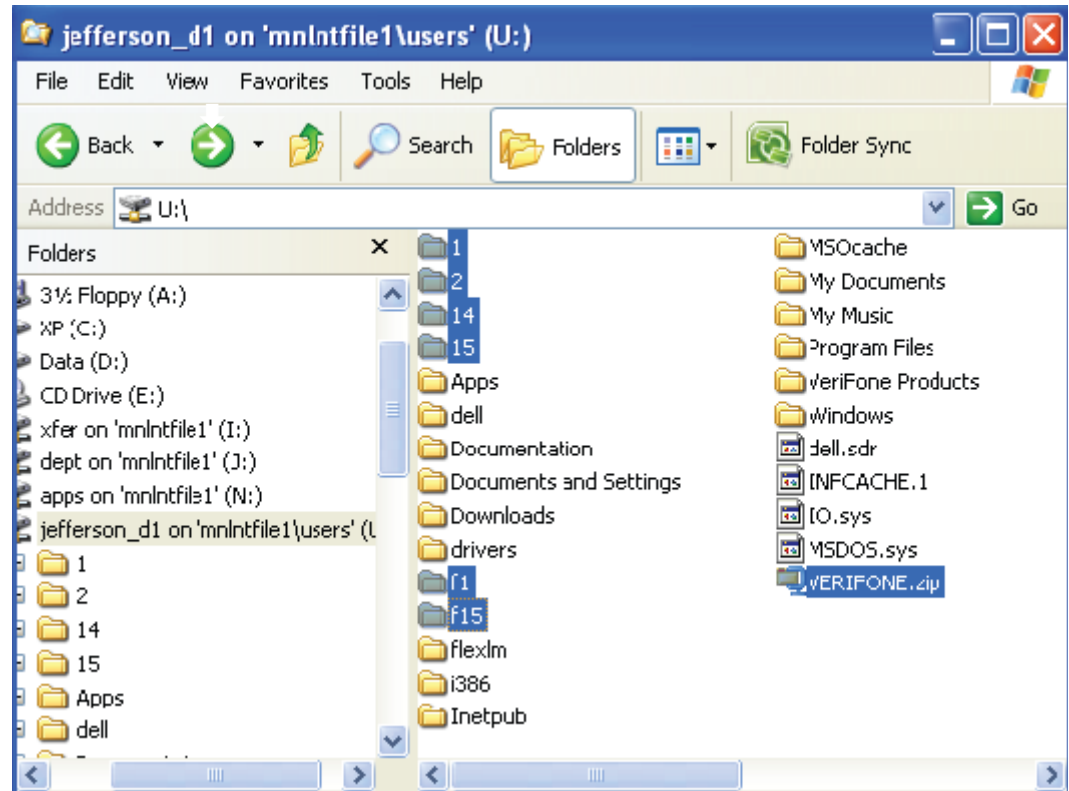 jefferson_d1 on 'mnlntfile1\users' (U:)
File Edit View Favorites Tools Help
Back Search Folders Folder Sync
Address U:\ Go
Folders
3½ Floppy (A:)
XP (C:)
Data (D:)
CD Drive (E:)
xfer on 'mnlntfile1' (I:)
dept on 'mnlntfile1' (J:)
apps on 'mnlntfile1' (N:)
jefferson_d1 on 'mnlntfile1\users' (U
1
2
14
15
Apps
dell
1
2
14
15
Apps
dell
Documentation
Documents and Settings
Downloads
drivers
f1
f15
flexlm
i386
Inetpub
MSOcache
My Documents
My Music
Program Files
VeriFone Products
Windows
dell.sdr
INFCACHE.1
IO.sys
MSDOS.sys
VERIFONE.zip